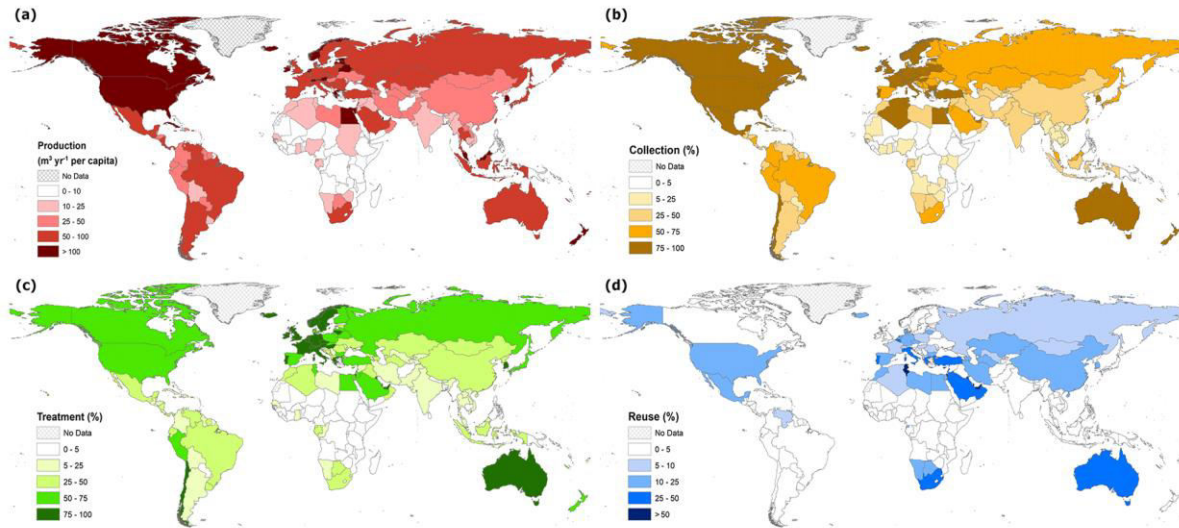 (a)
Production
(m³ yr⁻¹ per capita)
No Data
0 - 10
10 - 25
25 - 50
50 - 100
> 100
(b)
Collection (%)
No Data
0 - 5
5 - 25
25 - 50
50 - 75
75 - 100
(c)
Treatment (%)
No Data
0 - 5
5 - 25
25 - 50
50 - 75
75 - 100
(d)
Reuse (%)
No Data
0 - 5
5 - 10
10 - 25
25 - 50
> 50